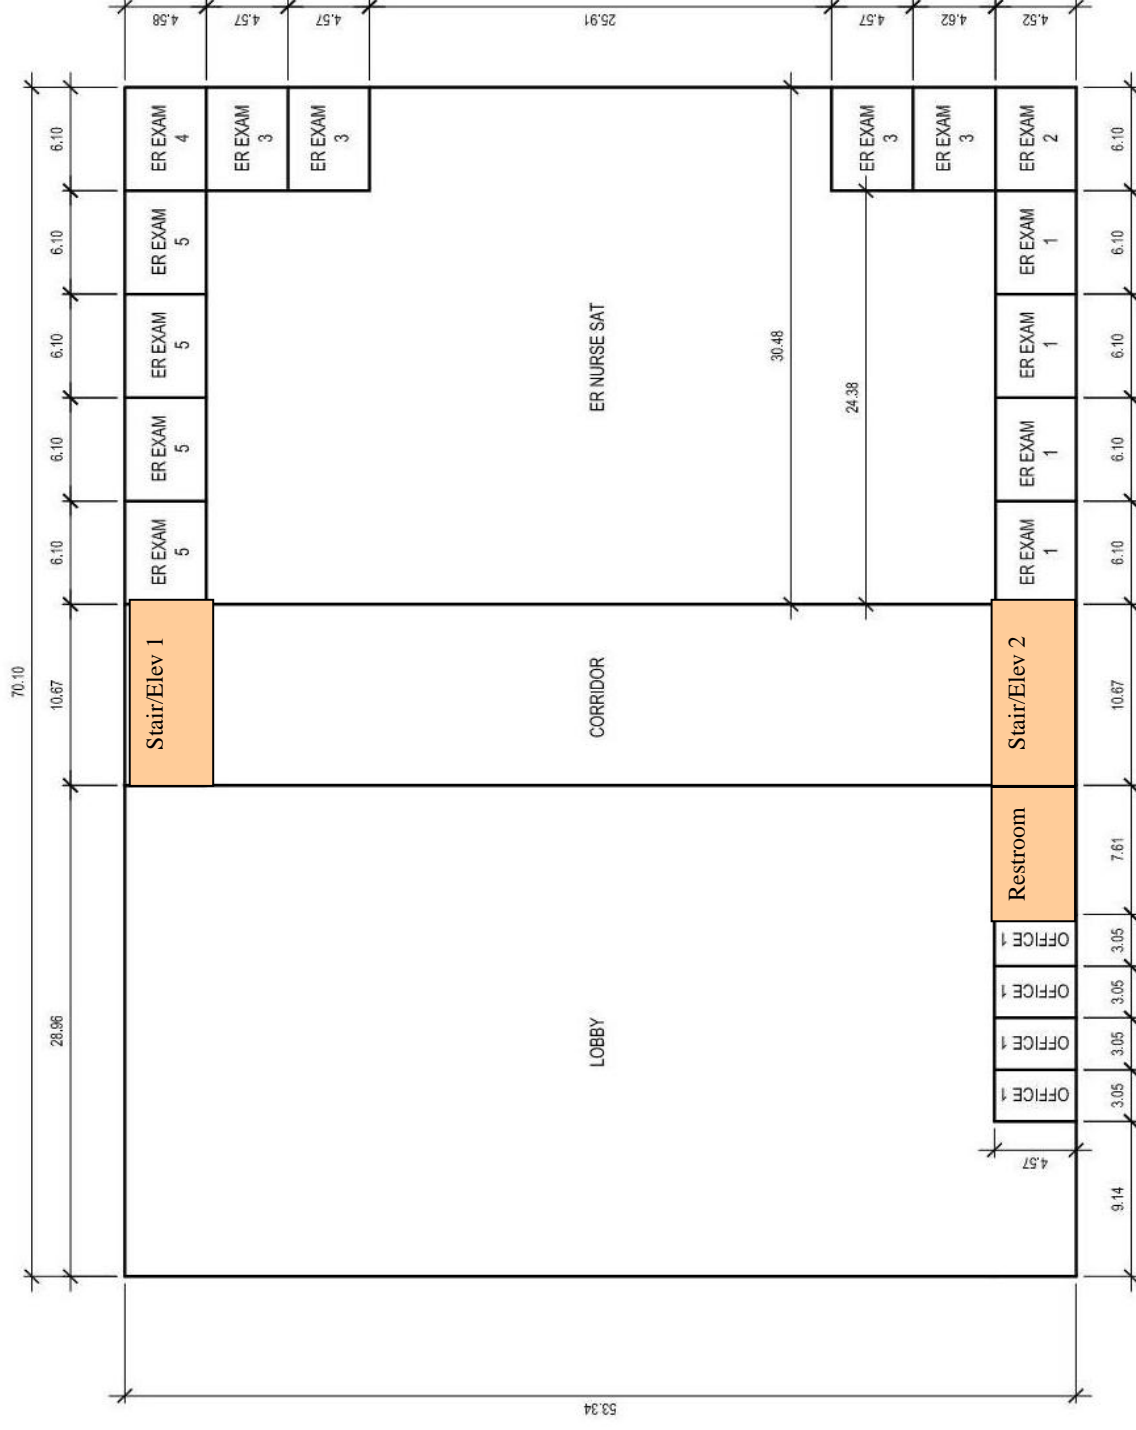 4.58
4.57
4.57
25.91
4.57
4.62
4.52
70.10
6.10
ER EXAM
4
ER EXAM
3
ER EXAM
3
ER EXAM
3
ER EXAM
3
ER EXAM
2
6.10
6.10
ER EXAM
5
ER EXAM
1
6.10
6.10
ER EXAM
5
ER NURSE SAT
30.48
24.38
ER EXAM
1
6.10
6.10
ER EXAM
5
ER EXAM
1
6.10
6.10
ER EXAM
5
ER EXAM
1
6.10
10.67
Stair/Elev 1
CORRIDOR
Stair/Elev 2
10.67
Restroom
7.61
28.96
LOBBY
OFFICE 1
3.05
OFFICE 1
3.05
OFFICE 1
3.05
OFFICE 1
3.05
4.57
9.14
53.34